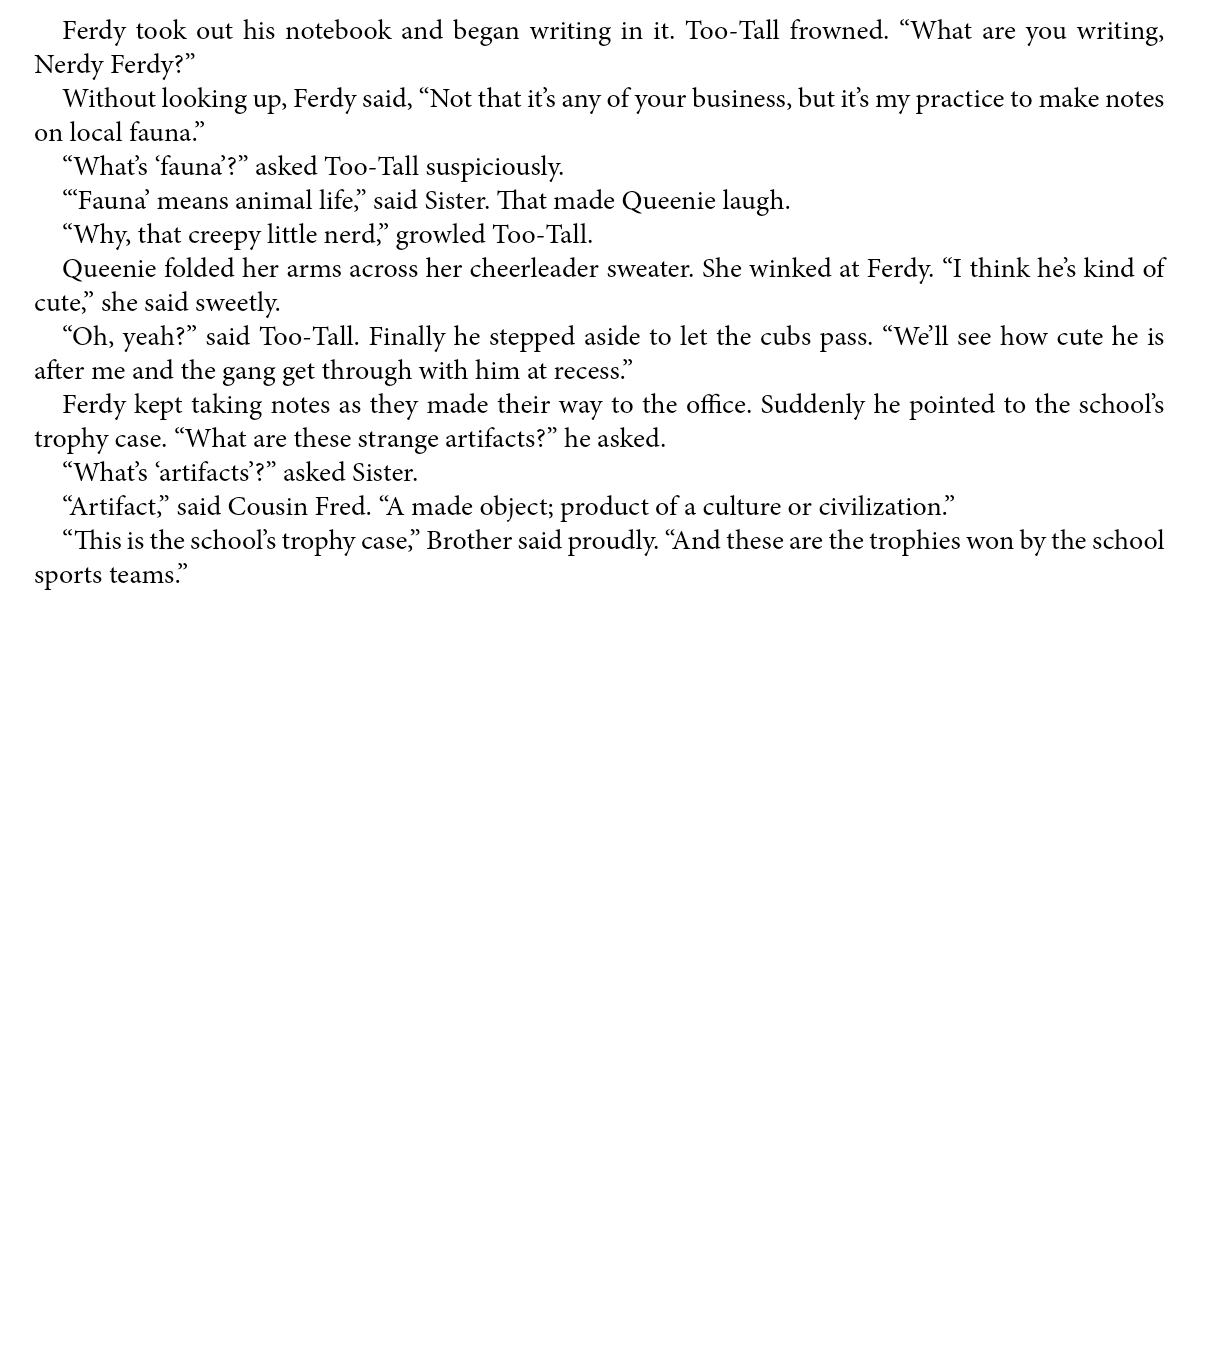 Ferdy took out his notebook and began writing in it. Too-Tall frowned. “What are you writing,
Nerdy Ferdy?”
Without looking up, Ferdy said, “Not that it’s any of your business, but it’s my practice to make notes
on local fauna.”
“What’s ‘fauna’?” asked Too-Tall suspiciously.
“‘Fauna’ means animal life,” said Sister. That made Queenie laugh.
“Why, that creepy little nerd,” growled Too-Tall.
Queenie folded her arms across her cheerleader sweater. She winked at Ferdy. “I think he’s kind of
cute,” she said sweetly.
“Oh, yeah?” said Too-Tall. Finally he stepped aside to let the cubs pass. “We’ll see how cute he is
after me and the gang get through with him at recess.”
Ferdy kept taking notes as they made their way to the office. Suddenly he pointed to the school’s
trophy case. “What are these strange artifacts?” he asked.
“What’s ‘artifacts’?” asked Sister.
“Artifact,” said Cousin Fred. “A made object; product of a culture or civilization.”
“This is the school’s trophy case,” Brother said proudly. “And these are the trophies won by the school
sports teams.”